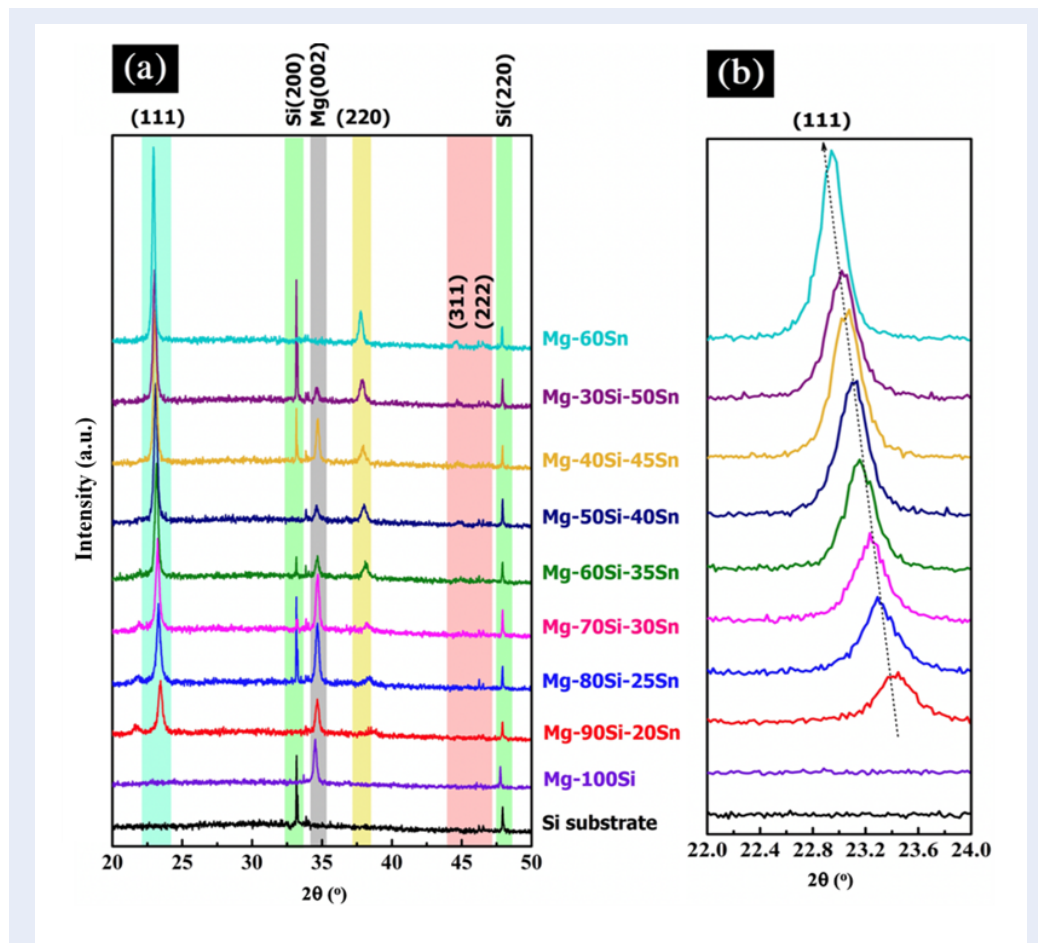 (a)
(111)
Si(200)
Mg(002)
(220)
Si(220)
(311)
(222)
Mg-60Sn
Mg-30Si-50Sn
Mg-40Si-45Sn
Mg-50Si-40Sn
Mg-60Si-35Sn
Mg-70Si-30Sn
Mg-80Si-25Sn
Mg-90Si-20Sn
Mg-100Si
Si substrate
Intensity (a.u.)
20 25 30 35 40 45 50
2θ (º)
(b)
(111)
22.0 22.4 22.8 23.2 23.6 24.0
2θ (º)